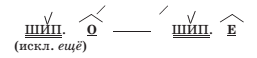 ШИП. О — ШИП. Е
(искл. ещё)